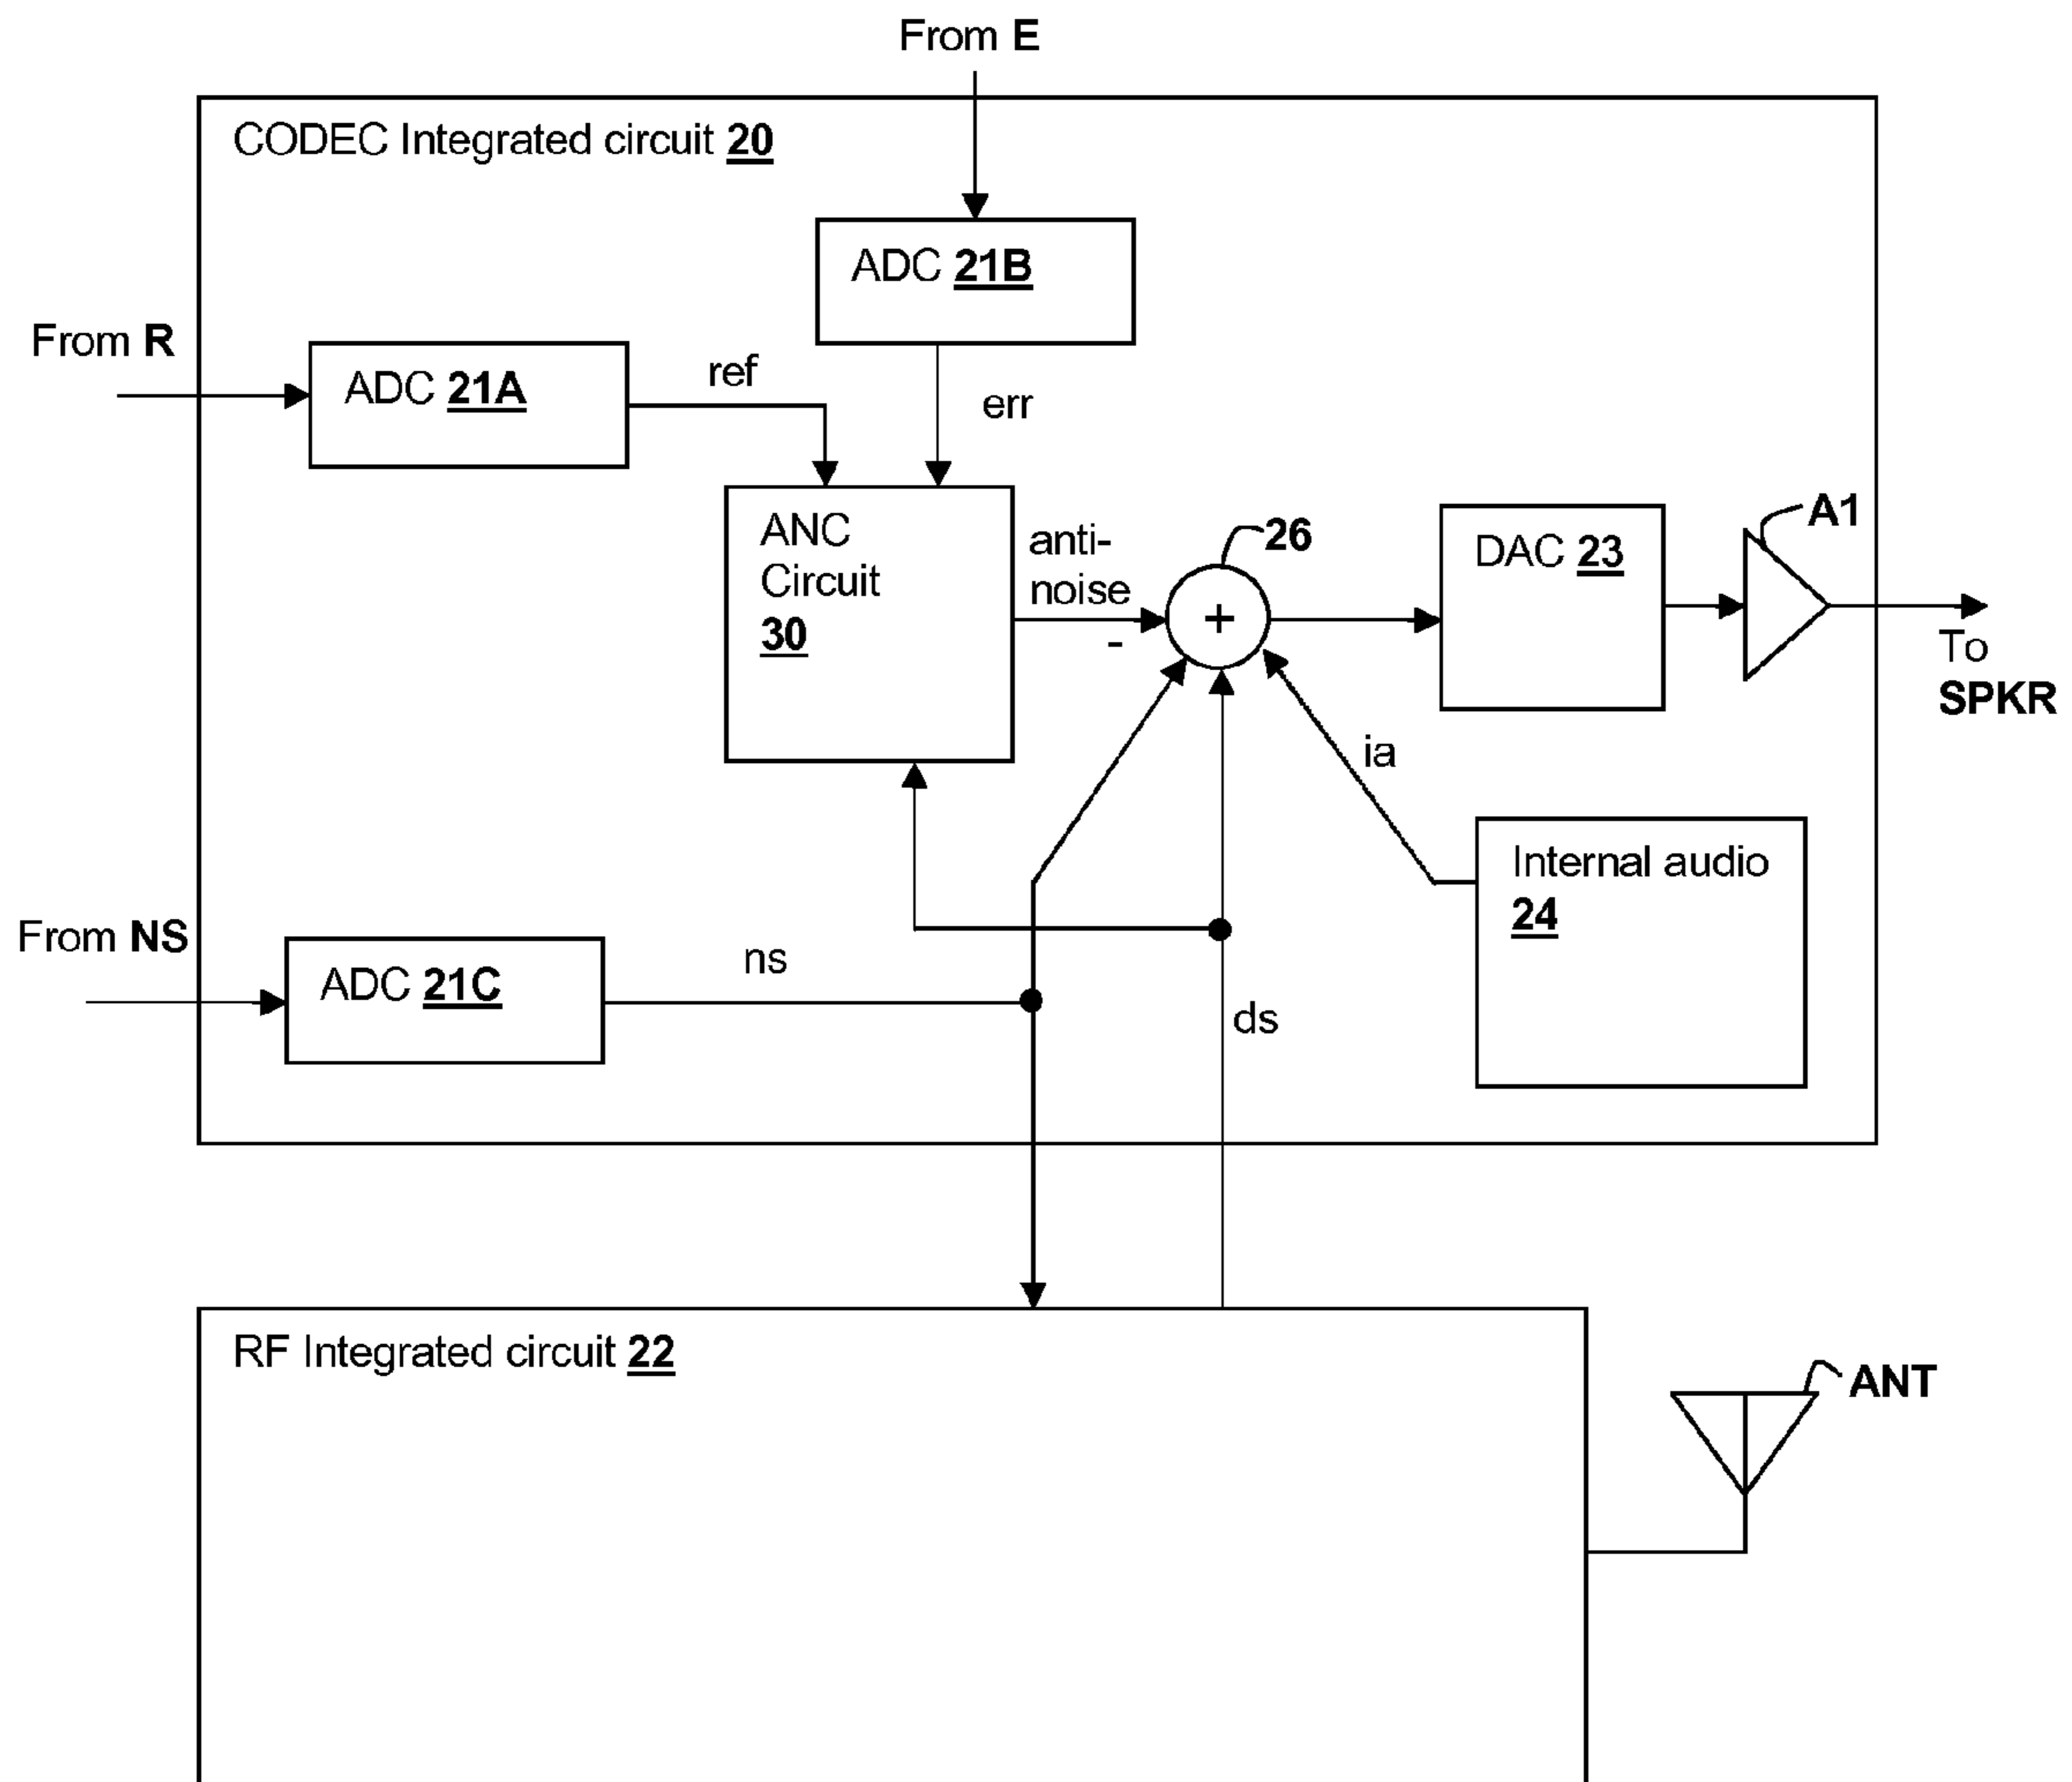 From E
CODEC Integrated circuit 20
ADC 21B
From R
ADC 21A
ref
err
ANC
Circuit
30
anti-
noise
-
26
+
DAC 23
A1
To
SPKR
ia
Internal audio
24
From NS
ADC 21C
ns
ds
RF Integrated circuit 22
ANT